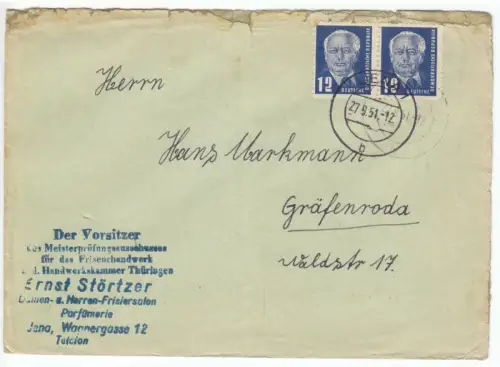 12
12
DEUTSCHE
DEUTSCHE
27.9.51.-12
b
Herrn
Hans Markmann
Gräfenroda
Waldstr 17.
Der Vorsitzer
des Meisterprüfungsausschusses
für das Friseurhandwerk
d. Handwerkskammer Thüringen
Ernst Störtzer
Damen- u. Herren-Frisiersalon
Parfümerie
Jena, Wagnergasse 12
Telefon